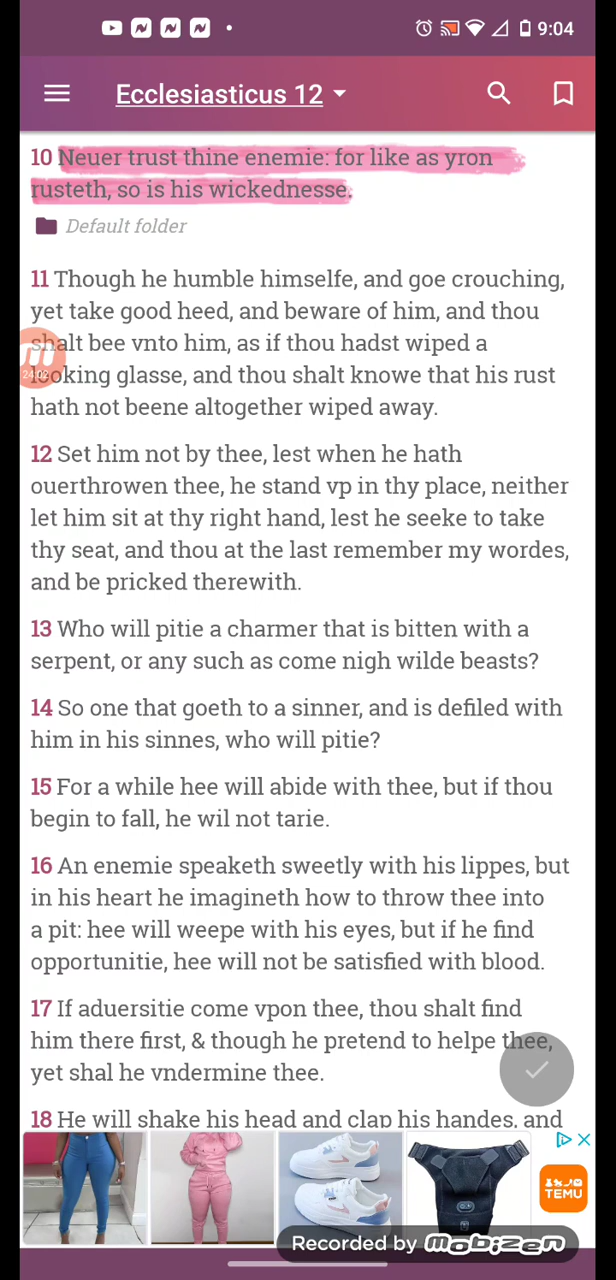 9:04
Ecclesiasticus 12
10 Neuer trust thine enemie: for like as yron
rusteth, so is his wickednesse.
Default folder
11 Though he humble himselfe, and goe crouching,
yet take good heed, and beware of him, and thou
shalt bee vnto him, as if thou hadst wiped a
looking glasse, and thou shalt knowe that his rust
hath not beene altogether wiped away.
24:02
12 Set him not by thee, lest when he hath
ouerthrowen thee, he stand vp in thy place, neither
let him sit at thy right hand, lest he seeke to take
thy seat, and thou at the last remember my wordes,
and be pricked therewith.
13 Who will pitie a charmer that is bitten with a
serpent, or any such as come nigh wilde beasts?
14 So one that goeth to a sinner, and is defiled with
him in his sinnes, who will pitie?
15 For a while hee will abide with thee, but if thou
begin to fall, he wil not tarie.
16 An enemie speaketh sweetly with his lippes, but
in his heart he imagineth how to throw thee into
a pit: hee will weepe with his eyes, but if he find
opportunitie, hee will not be satisfied with blood.
17 If aduersitie come vpon thee, thou shalt find
him there first, & though he pretend to helpe thee,
yet shal he vndermine thee.
18 He will shake his head and clap his handes, and
TEMU
Recorded by mobizen